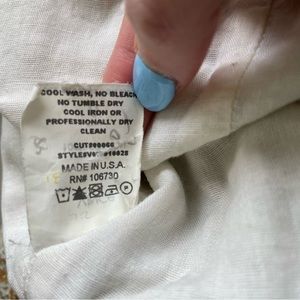 COOL WASH, NO BLEACH
NO TUMBLE DRY
COOL IRON OR
PROFESSIONALLY DRY
CLEAN
MADE IN U.S.A.
RN# 106730